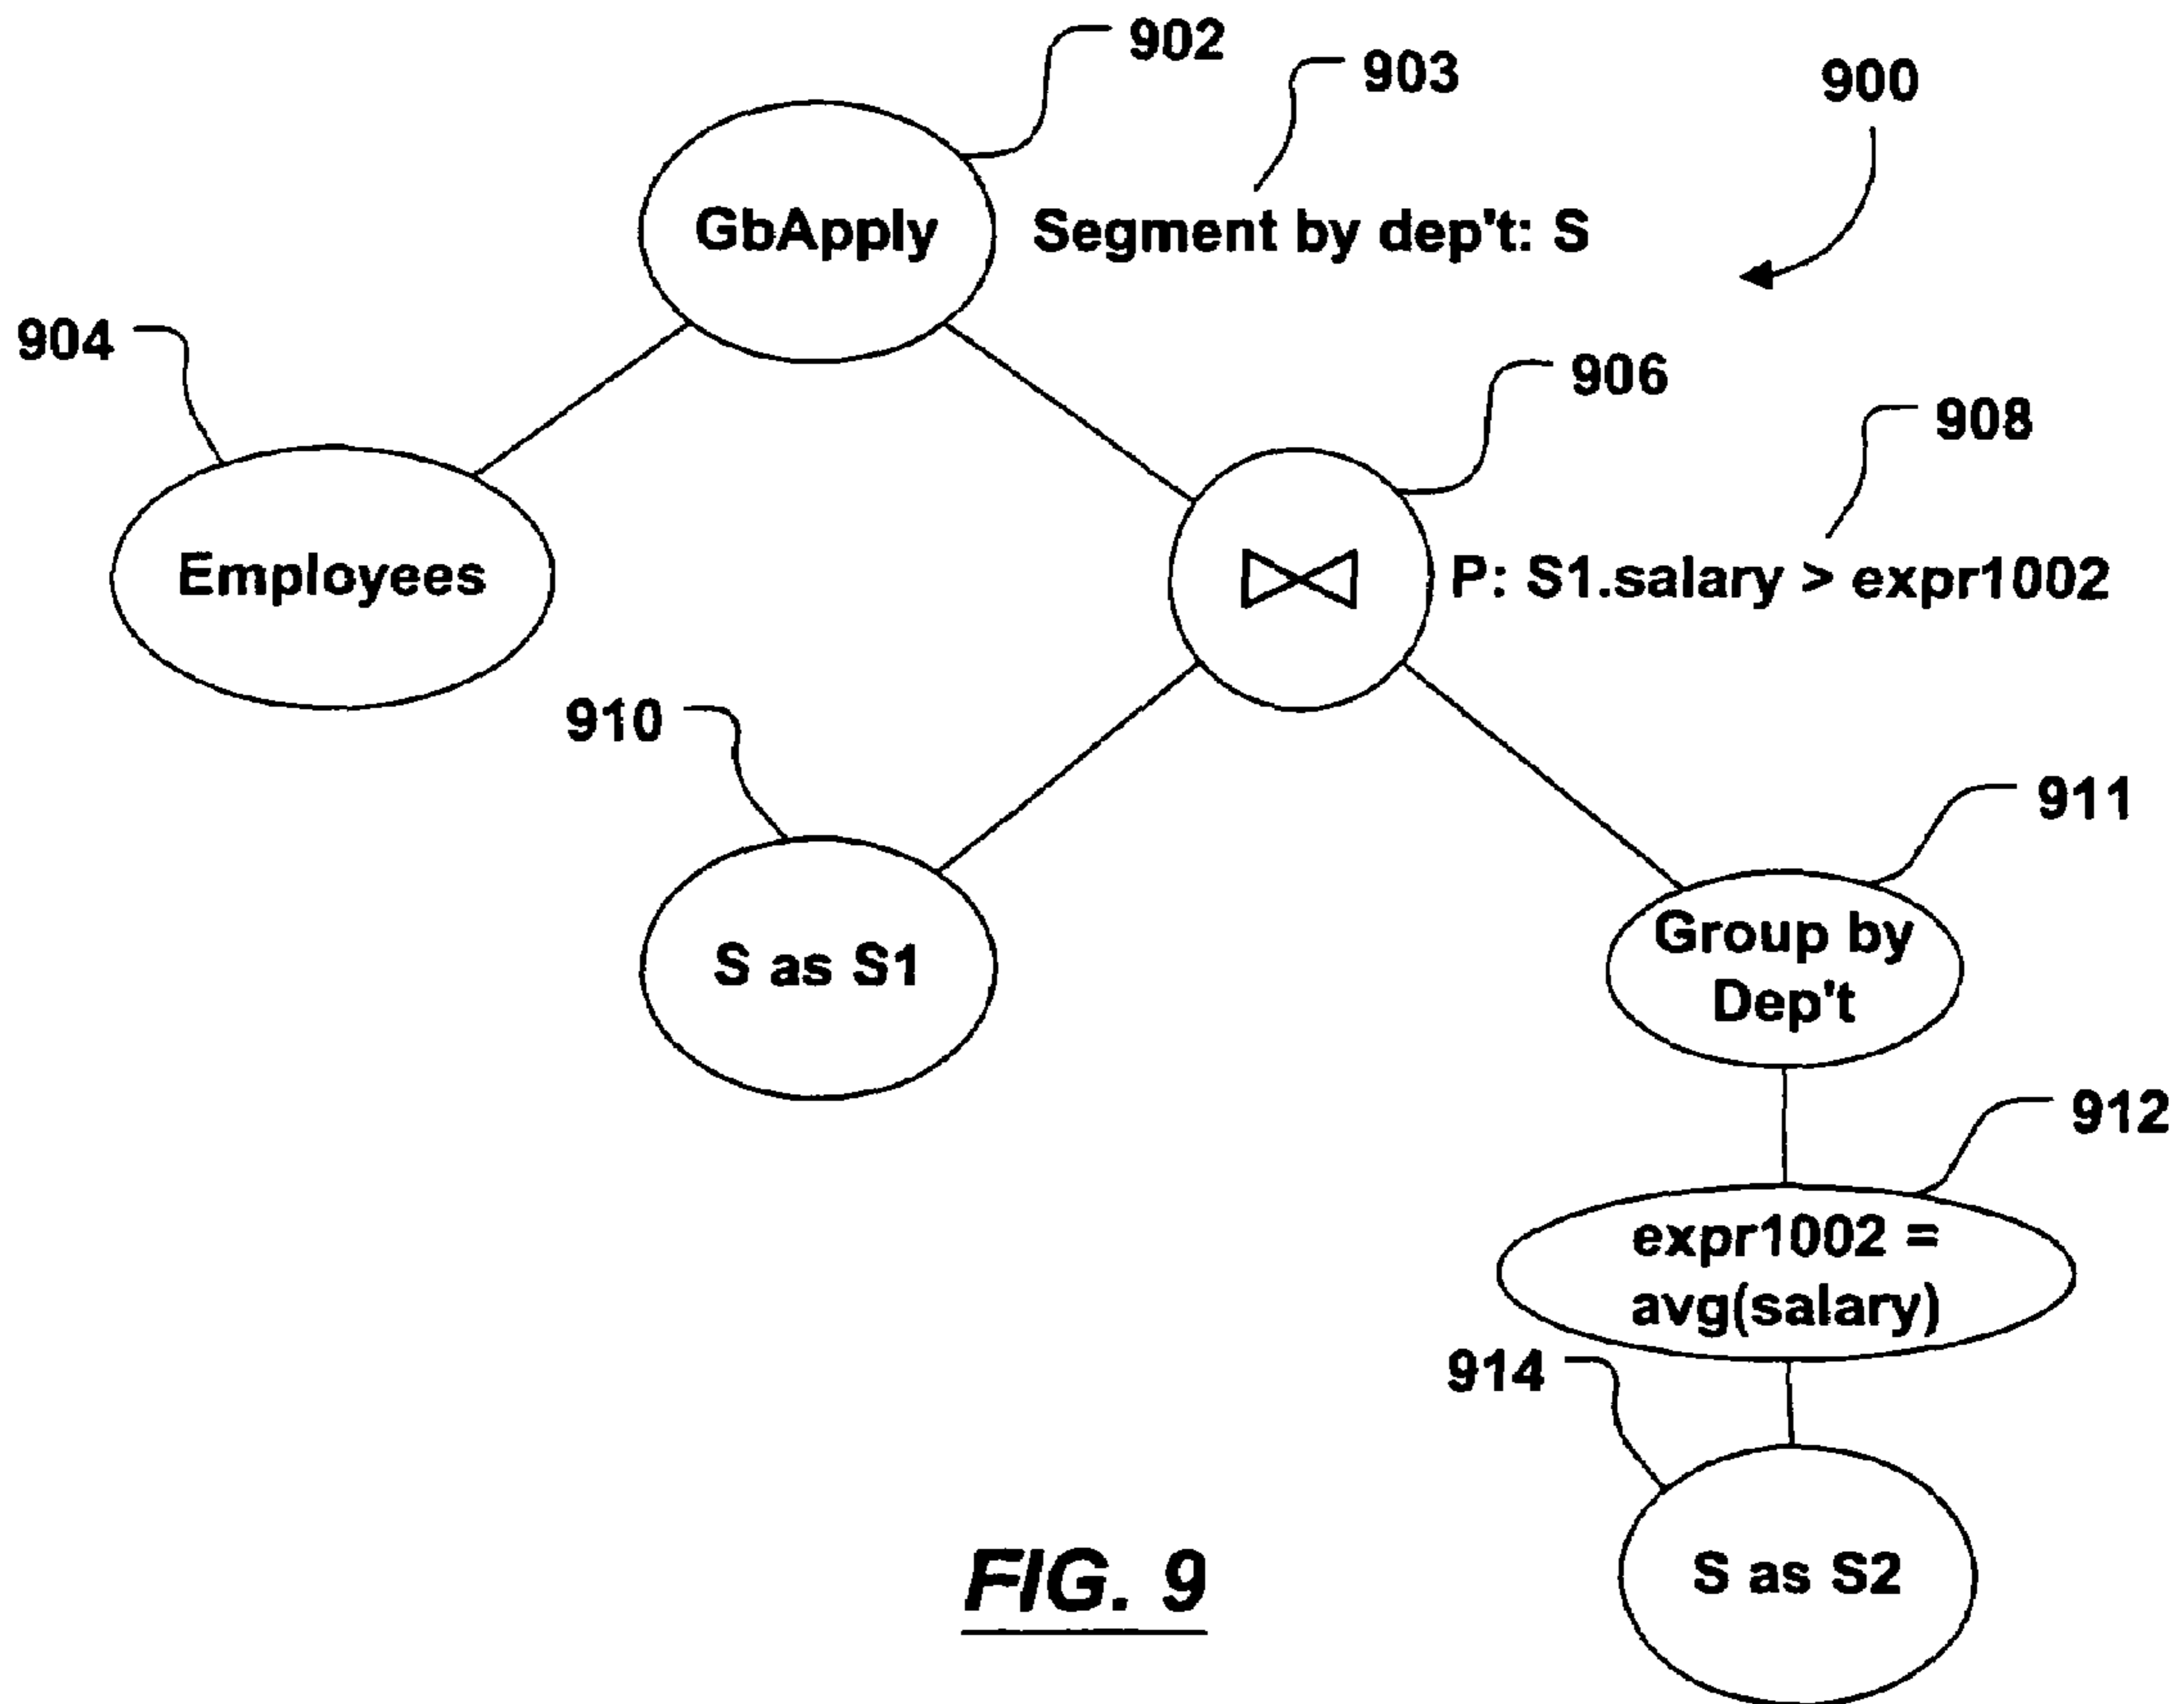 902
903
900
GbApply
Segment by dep't: S
904
906
908
Employees
P: S1.salary > expr1002
910
911
S as S1
Group by
Dep't
912
expr1002 =
avg(salary)
914
S as S2
FIG. 9